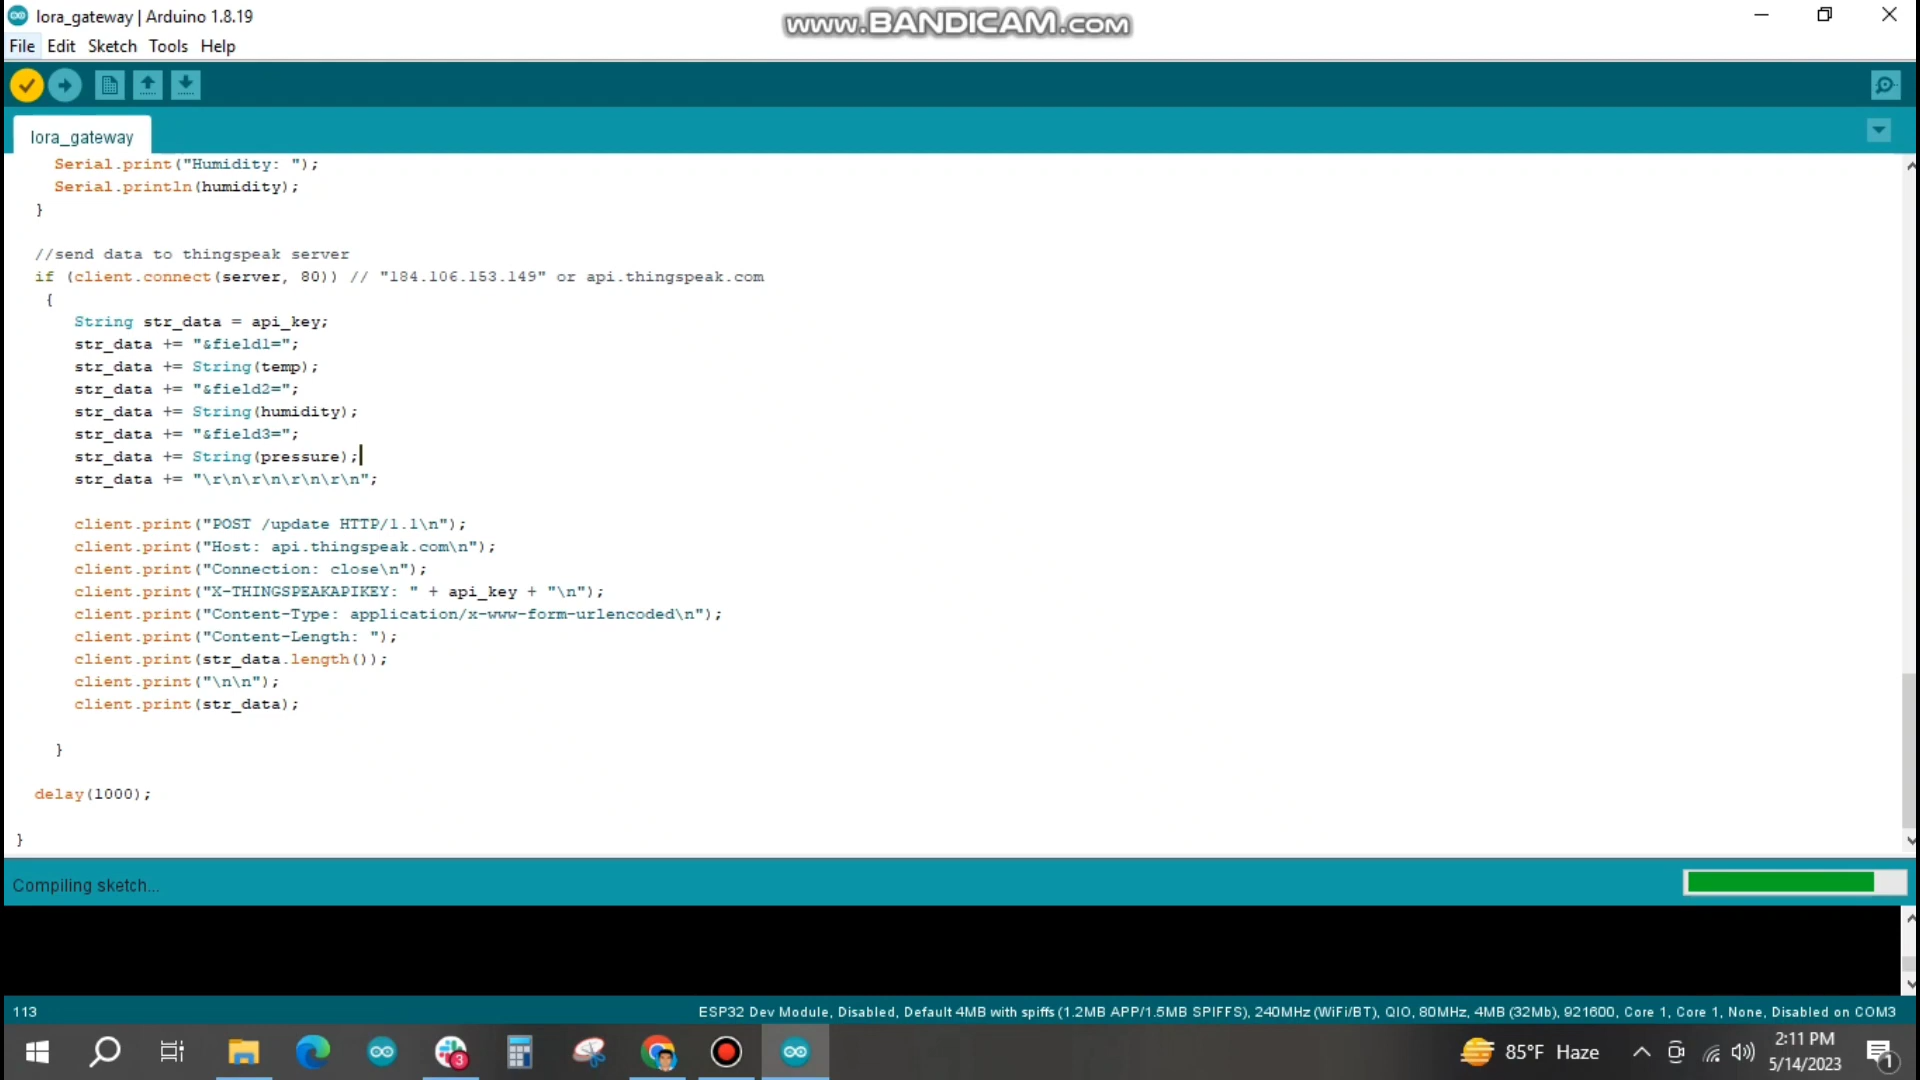 lora_gateway | Arduino 1.8.19
www.BANDICAM.com
File Edit Sketch Tools Help
lora_gateway
Serial.print("Humidity: ");
Serial.println(humidity);
}
//send data to thingspeak server
if (client.connect(server, 80)) // "184.106.153.149" or api.thingspeak.com
{
String str_data = api_key;
str_data += "&field1=";
str_data += String(temp);
str_data += "&field2=";
str_data += String(humidity);
str_data += "&field3=";
str_data += String(pressure);
str_data += "\r\n\r\n\r\n\r\n";
client.print("POST /update HTTP/1.1\n");
client.print("Host: api.thingspeak.com\n");
client.print("Connection: close\n");
client.print("X-THINGSPEAKAPIKEY: " + api_key + "\n");
client.print("Content-Type: application/x-www-form-urlencoded\n");
client.print("Content-Length: ");
client.print(str_data.length());
client.print("\n\n");
client.print(str_data);
}
delay(1000);
}
Compiling sketch...
113
ESP32 Dev Module, Disabled, Default 4MB with spiffs (1.2MB APP/1.5MB SPIFFS), 240MHz (WiFi/BT), QIO, 80MHz, 4MB (32Mb), 921600, Core 1, Core 1, None, Disabled on COM3
3
85°F Haze
2:11 PM
5/14/2023
1